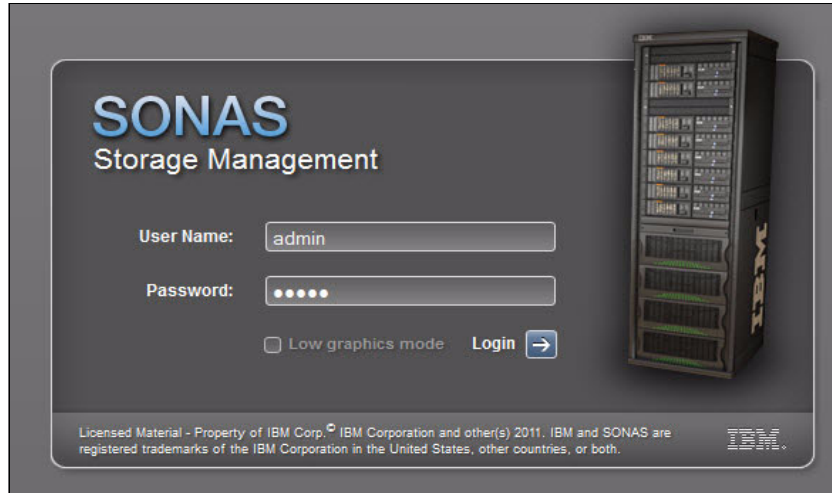 IBM
SONAS
Storage Management
User Name: admin
Password: •••••
Low graphics mode Login
IBM
Licensed Material - Property of IBM Corp.© IBM Corporation and other(s) 2011. IBM and SONAS are
registered trademarks of the IBM Corporation in the United States, other countries, or both.
IBM.